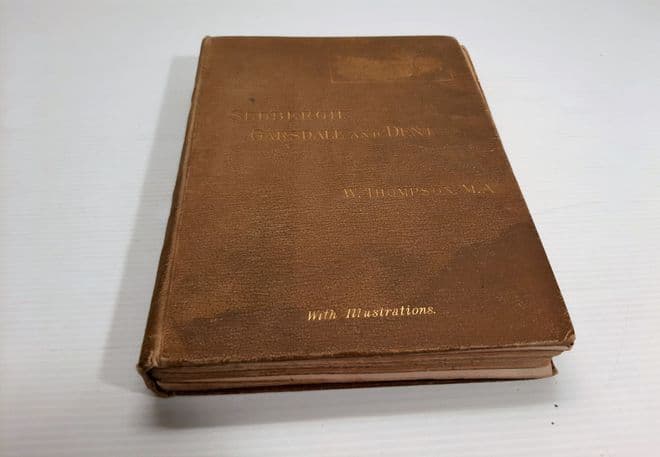 SEDBERGH
GARSDALE AND DENT
W. THOMPSON, M.A.
With Illustrations.